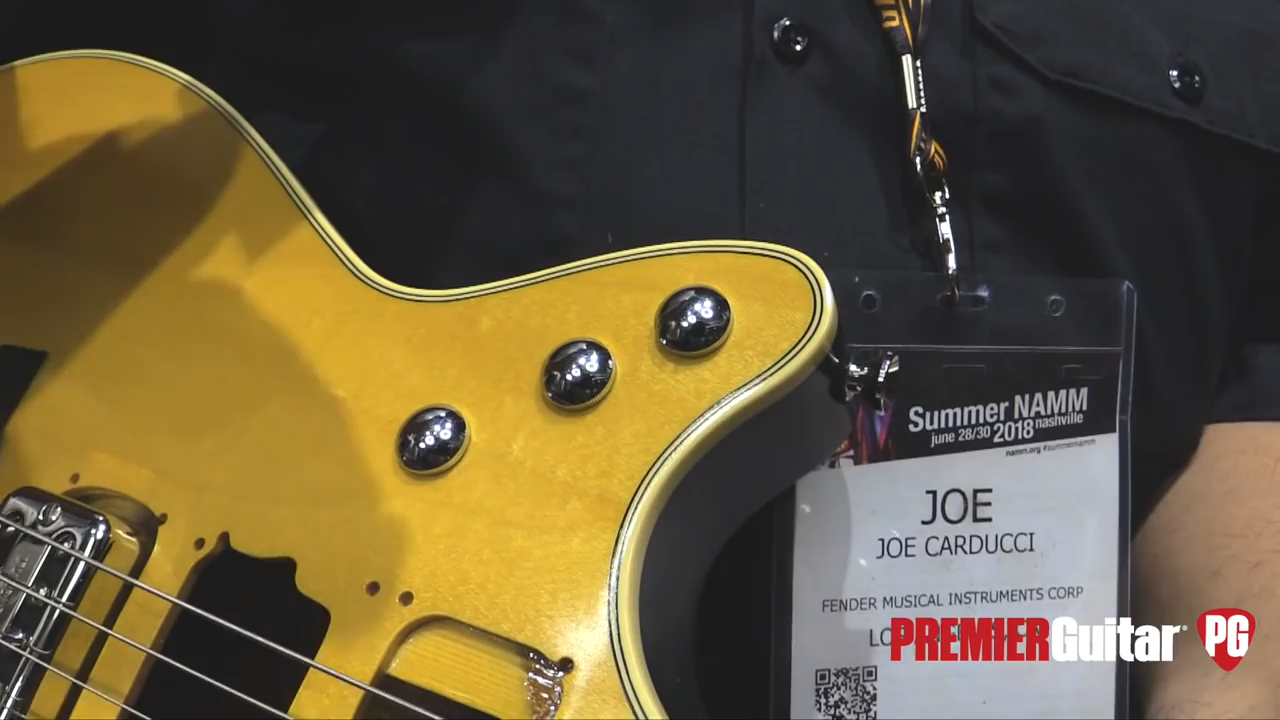 Summer NAMM
june 28/30 2018 nashville
namm.org #summernamm
JOE
JOE CARDUCCI
FENDER MUSICAL INSTRUMENTS CORP
PREMIERGuitar PG